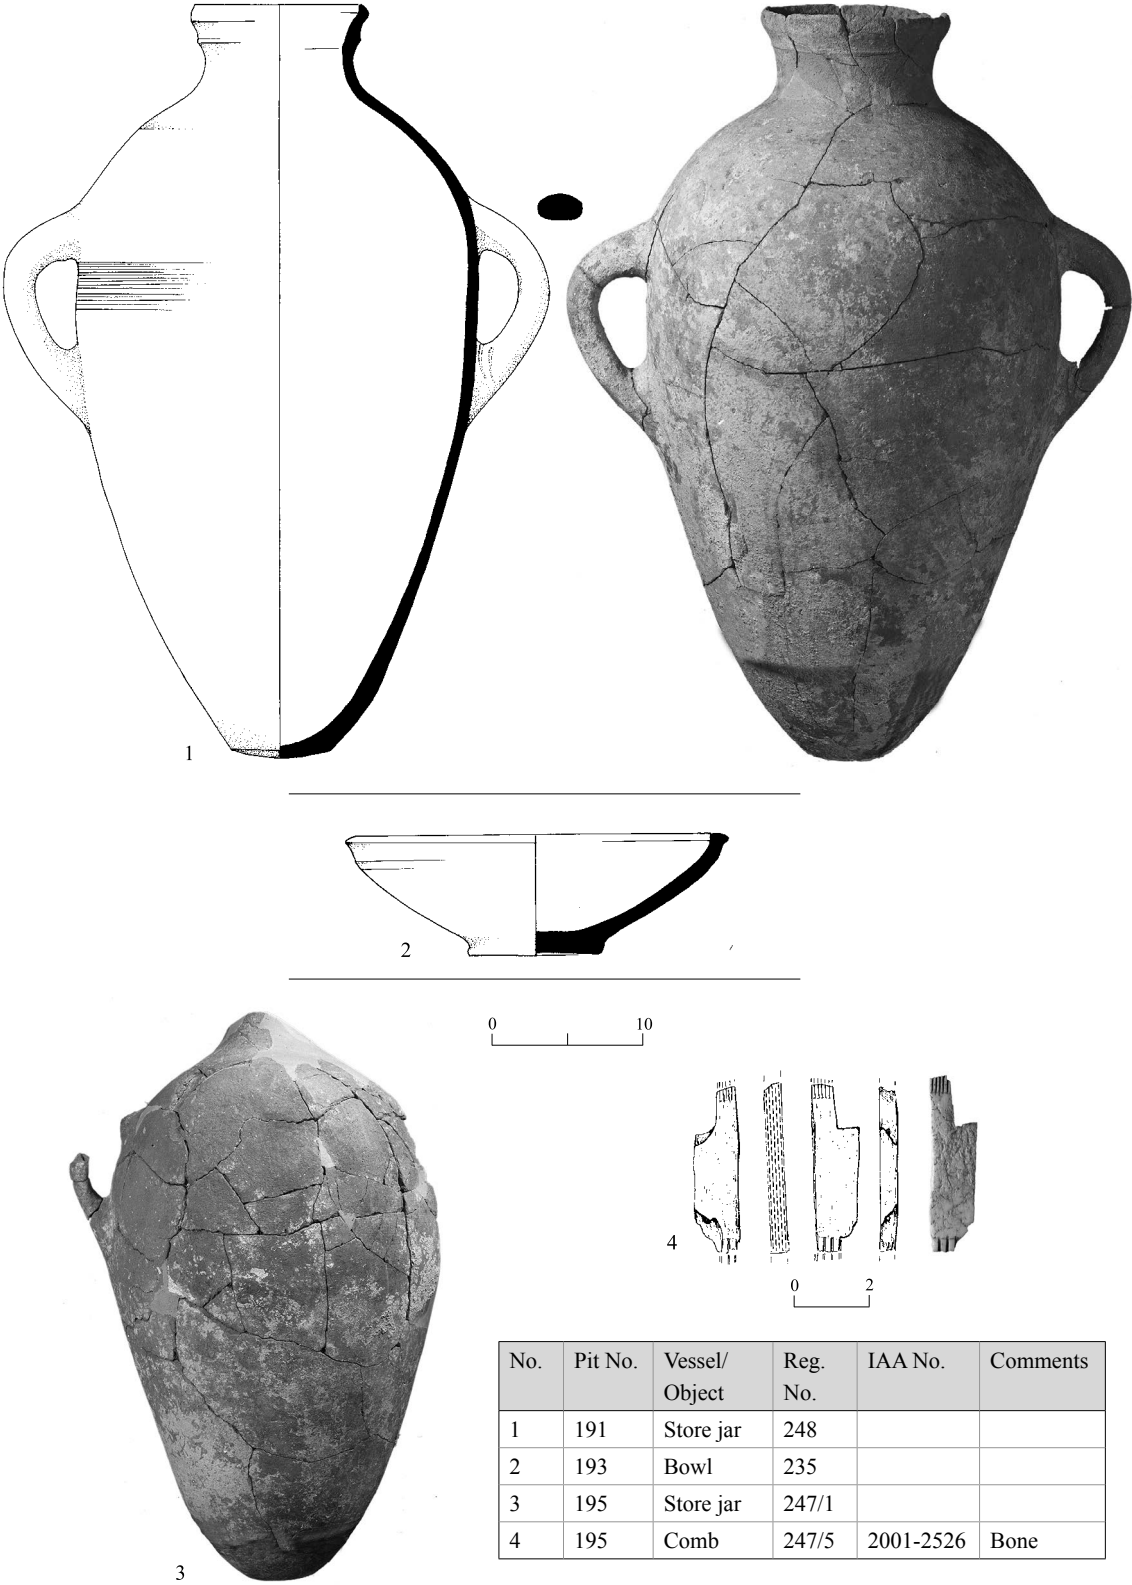 1
2
0 10
4
0 2
No. Pit No. Vessel/ Object Reg. No. IAA No. Comments
1 191 Store jar 248
2 193 Bowl 235
3 195 Store jar 247/1
4 195 Comb 247/5 2001-2526 Bone
3